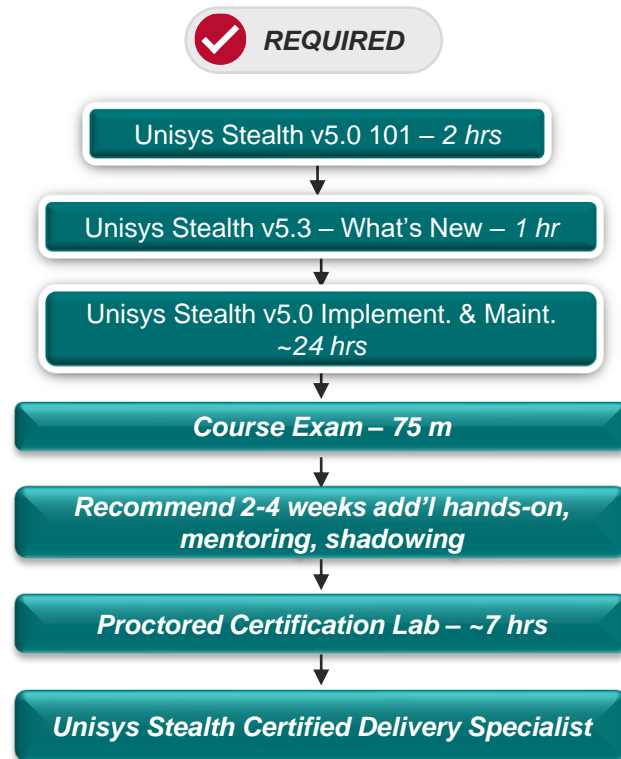 REQUIRED
Unisys Stealth v5.0 101 – 2 hrs
Unisys Stealth v5.3 – What's New – 1 hr
Unisys Stealth v5.0 Implement. & Maint.
~24 hrs
Course Exam – 75 m
Recommend 2-4 weeks add'l hands-on,
mentoring, shadowing
Proctored Certification Lab – ~7 hrs
Unisys Stealth Certified Delivery Specialist